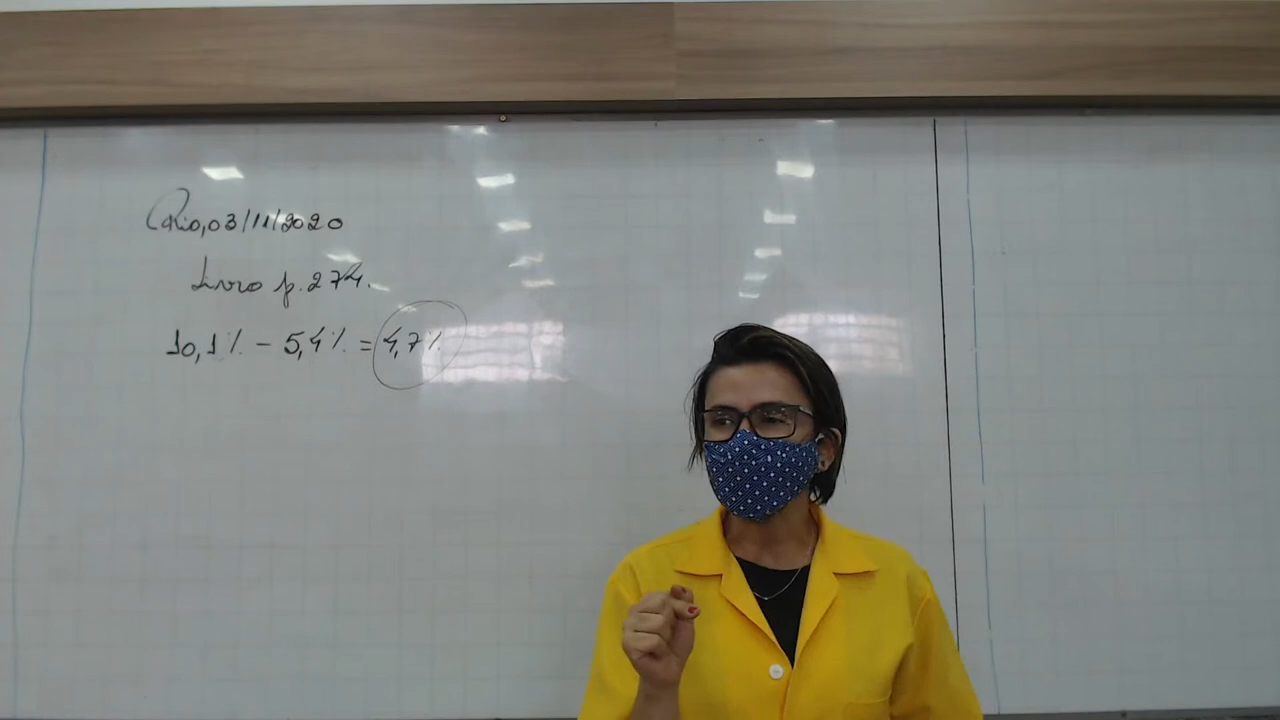 Rio, 03/11/2020
Livro p. 274.
10,1% - 5,4% = 4,7%